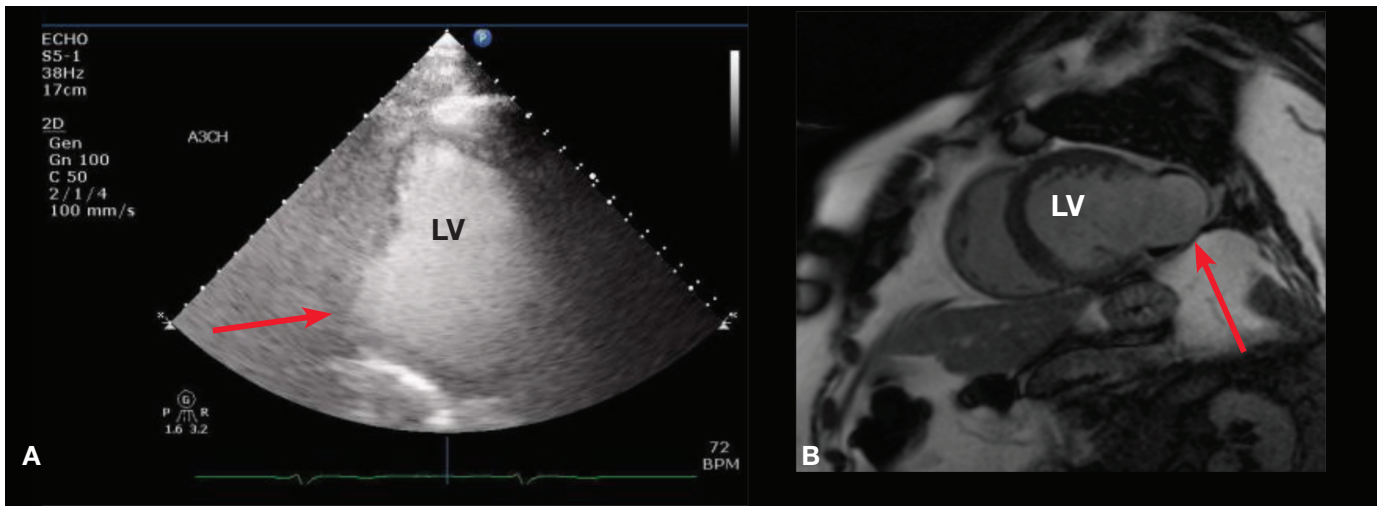 ECHO
S5-1
38Hz
17cm
2D
Gen
Gn 100
C 50
2/1/4
100 mm/s
A3CH
P
LV
G
P R
1.6 3.2
72
BPM
A
LV
B